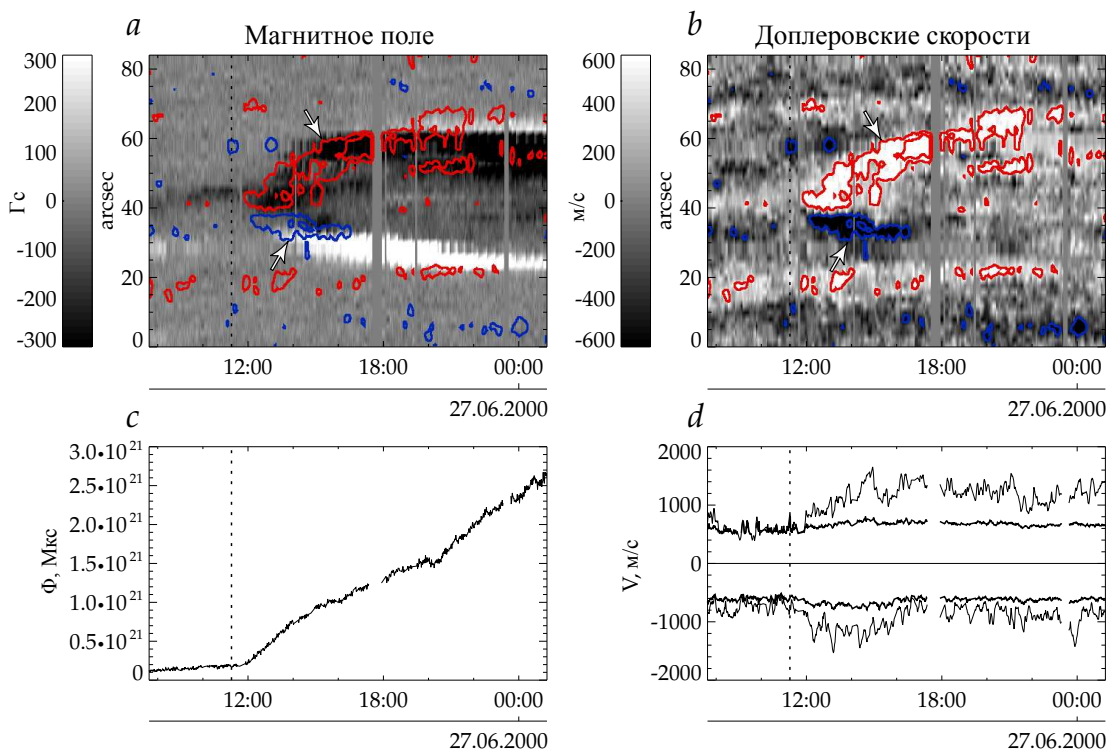 a
b
Магнитное поле
Доплеровские скорости
300
200
100
0
-100
-200
-300
Гс
80
60
40
20
0
arcsec
12:00 18:00 00:00
27.06.2000
600
400
200
0
-200
-400
-600
м/с
80
60
40
20
0
arcsec
12:00 18:00 00:00
27.06.2000
c
d
3.0•10 21
2.5•10 21
2.0•10 21
1.5•10 21
1.0•10 21
0.5•10 21
0
Φ, Мкс
12:00 18:00 00:00
27.06.2000
2000
1000
0
-1000
-2000
V, м/с
12:00 18:00 00:00
27.06.2000